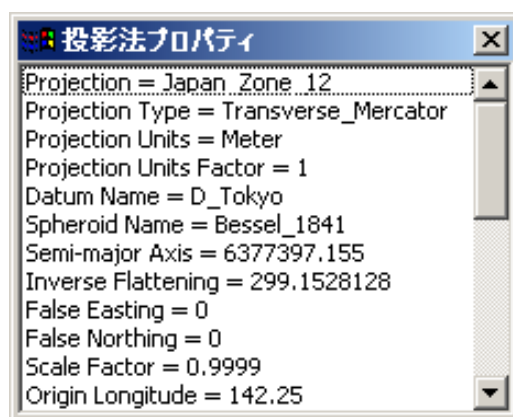 投影法プロパティ
Projection = Japan_Zone_12
Projection Type = Transverse_Mercator
Projection Units = Meter
Projection Units Factor = 1
Datum Name = D_Tokyo
Spheroid Name = Bessel_1841
Semi-major Axis = 6377397.155
Inverse Flattening = 299.1528128
False Easting = 0
False Northing = 0
Scale Factor = 0.9999
Origin Longitude = 142.25